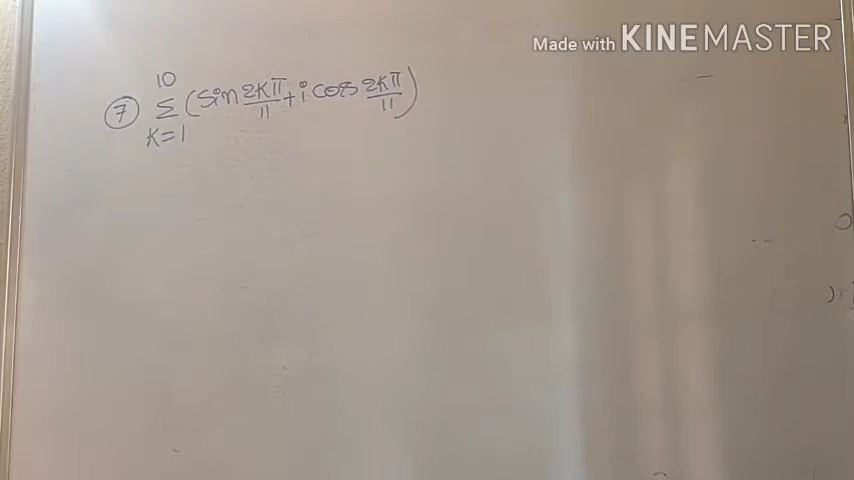 Made with KINEMASTER
10
⑦ Σ (Sin 2Kπ/11 + i cos 2Kπ/11)
K=1